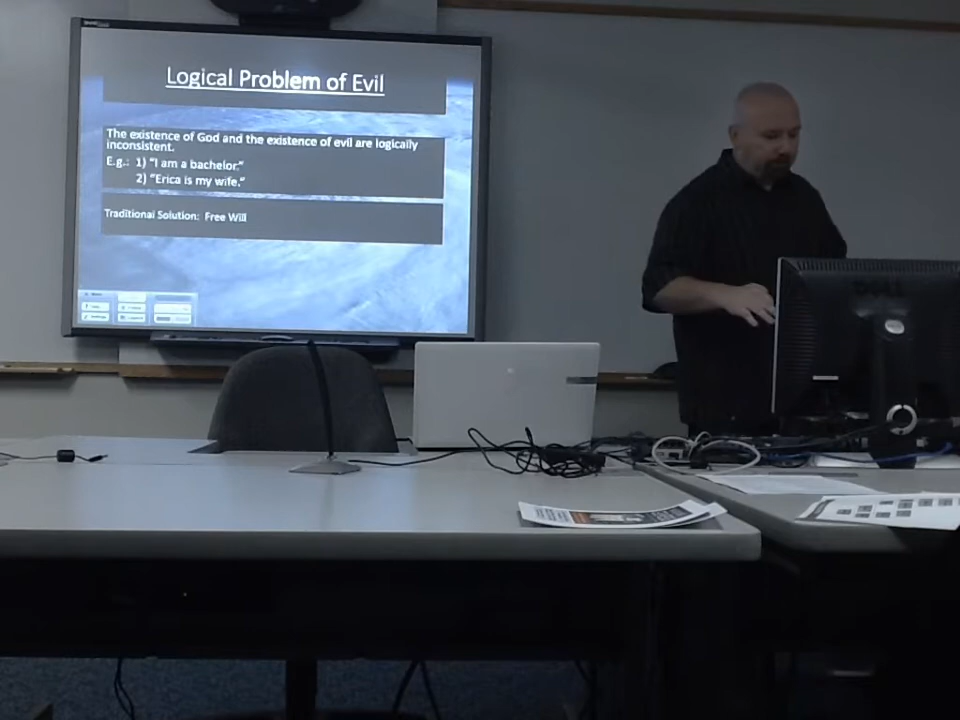 Logical Problem of Evil
The existence of God and the existence of evil are logically
inconsistent.
E.g.: 1) "I am a bachelor."
2) "Erica is my wife."
Traditional Solution: Free Will
DELL